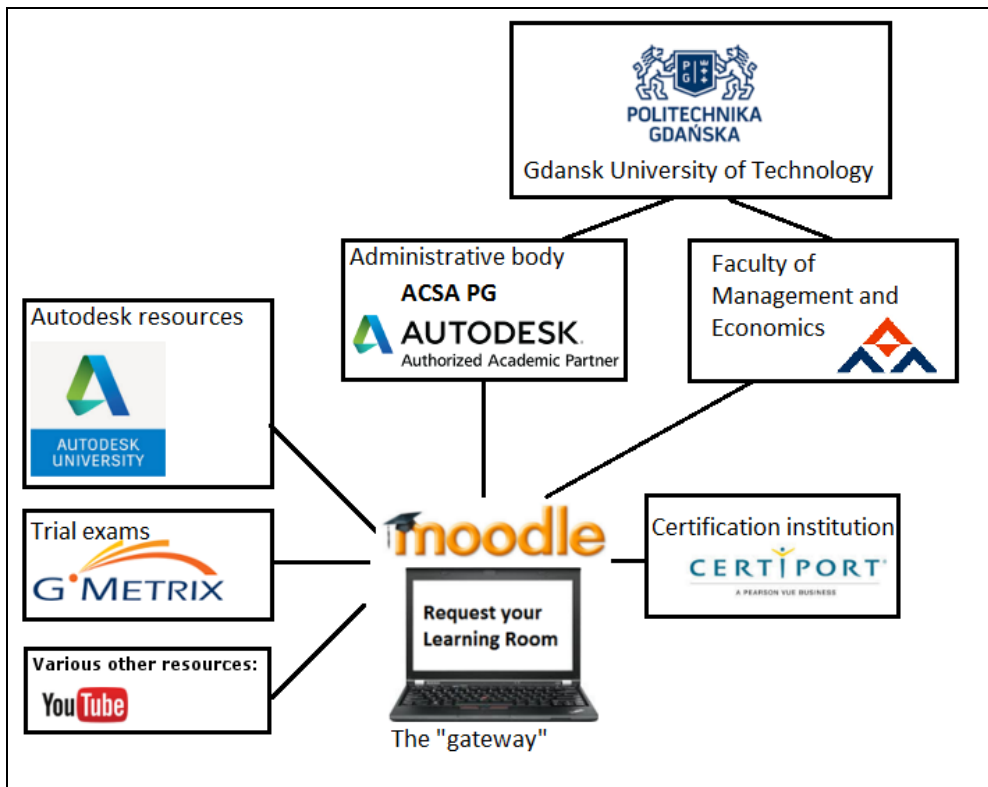 P G
POLITECHNIKA
GDAŃSKA
Gdansk University of Technology
Administrative body
ACSA PG
AUTODESK.
Authorized Academic Partner
Faculty of
Management and
Economics
Autodesk resources
AUTODESK
UNIVERSITY
Trial exams
G·METRIX
Various other resources:
YouTube
moodle
Request your
Learning Room
The "gateway"
Certification institution
CERTIPORT
A PEARSON VUE BUSINESS